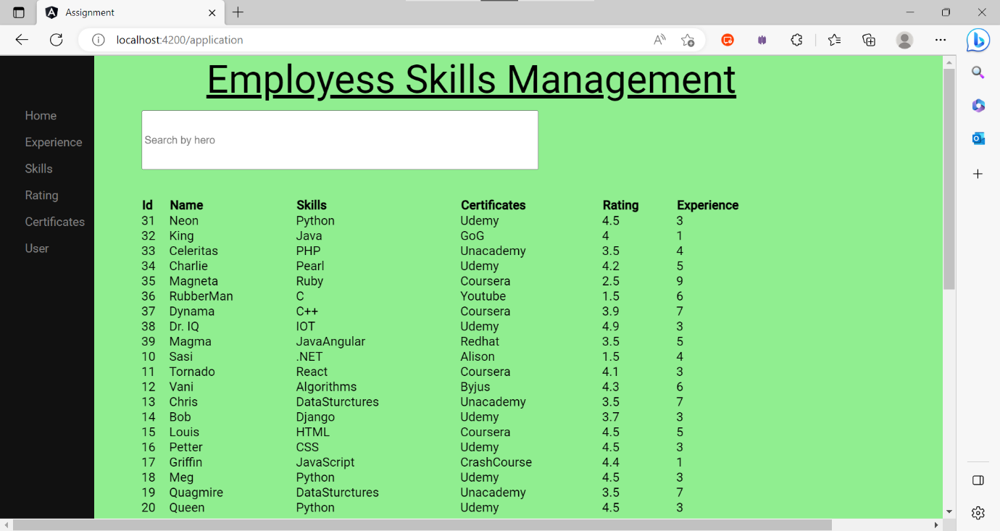 Assignment
localhost:4200/application
Employess Skills Management
Home
Experience
Skills
Rating
Certificates
User
Search by hero
Id Name Skills Certificates Rating Experience
31 Neon Python Udemy 4.5 3
32 King Java GoG 4 1
33 Celeritas PHP Unacademy 3.5 4
34 Charlie Pearl Udemy 4.2 5
35 Magneta Ruby Coursera 2.5 9
36 RubberMan C Youtube 1.5 6
37 Dynama C++ Coursera 3.9 7
38 Dr. IQ IOT Udemy 4.9 3
39 Magma JavaAngular Redhat 3.5 5
10 Sasi .NET Alison 1.5 4
11 Tornado React Coursera 4.1 3
12 Vani Algorithms Byjus 4.3 6
13 Chris DataSturctures Unacademy 3.5 7
14 Bob Django Udemy 3.7 3
15 Louis HTML Coursera 4.5 5
16 Petter CSS Udemy 4.5 3
17 Griffin JavaScript CrashCourse 4.4 1
18 Meg Python Udemy 4.5 3
19 Quagmire DataSturctures Unacademy 3.5 7
20 Queen Python Udemy 4.5 3